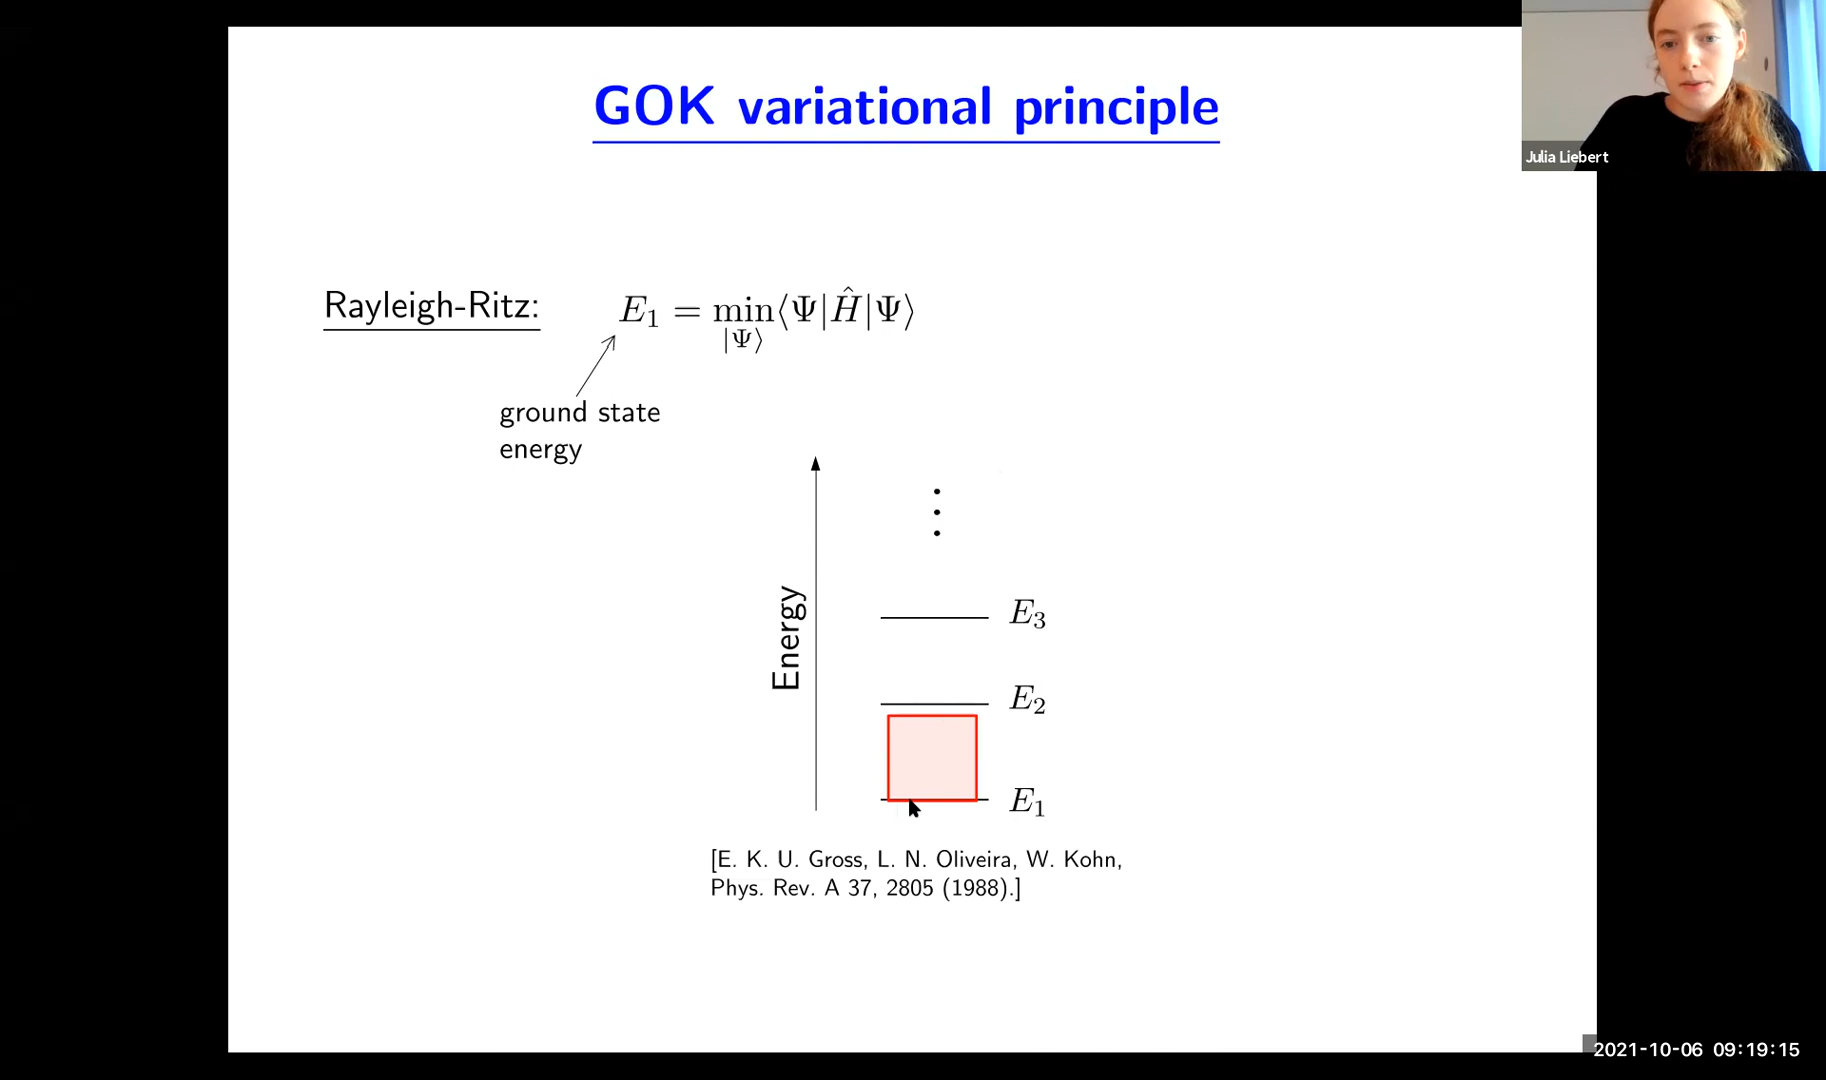 GOK variational principle
Julia Liebert
Rayleigh-Ritz: E₁ = min⟨Ψ|Ĥ|Ψ⟩
|Ψ⟩
ground state
energy
Energy
E₃
E₂
E₁
[E. K. U. Gross, L. N. Oliveira, W. Kohn,
Phys. Rev. A 37, 2805 (1988).]
2021-10-06 09:19:15